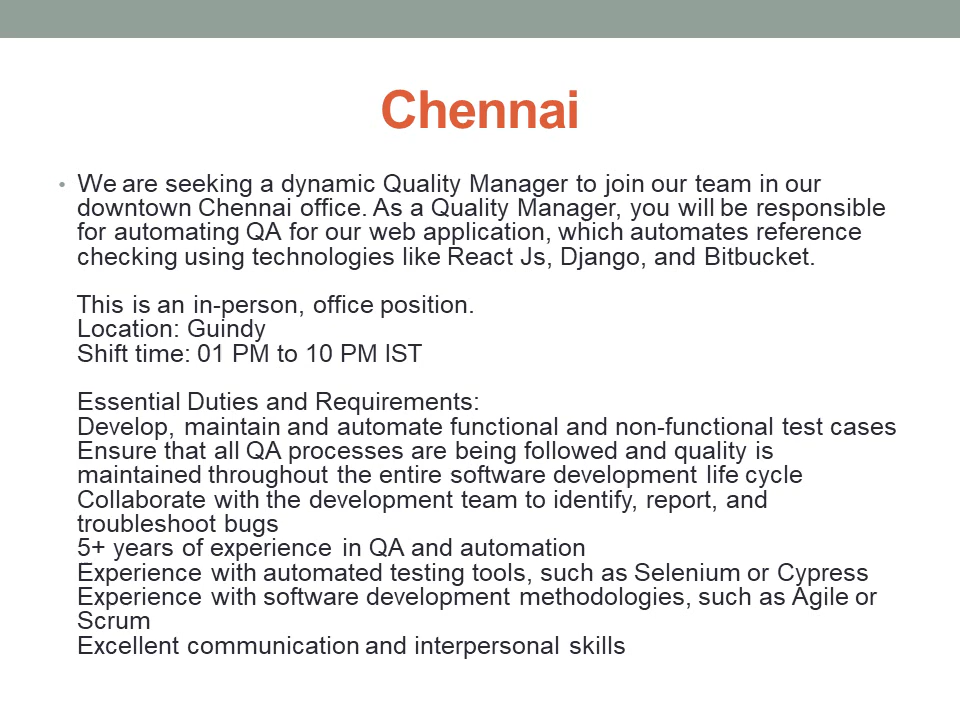 Chennai
• We are seeking a dynamic Quality Manager to join our team in our
downtown Chennai office. As a Quality Manager, you will be responsible
for automating QA for our web application, which automates reference
checking using technologies like React Js, Django, and Bitbucket.
This is an in-person, office position.
Location: Guindy
Shift time: 01 PM to 10 PM IST
Essential Duties and Requirements:
Develop, maintain and automate functional and non-functional test cases
Ensure that all QA processes are being followed and quality is
maintained throughout the entire software development life cycle
Collaborate with the development team to identify, report, and
troubleshoot bugs
5+ years of experience in QA and automation
Experience with automated testing tools, such as Selenium or Cypress
Experience with software development methodologies, such as Agile or
Scrum
Excellent communication and interpersonal skills